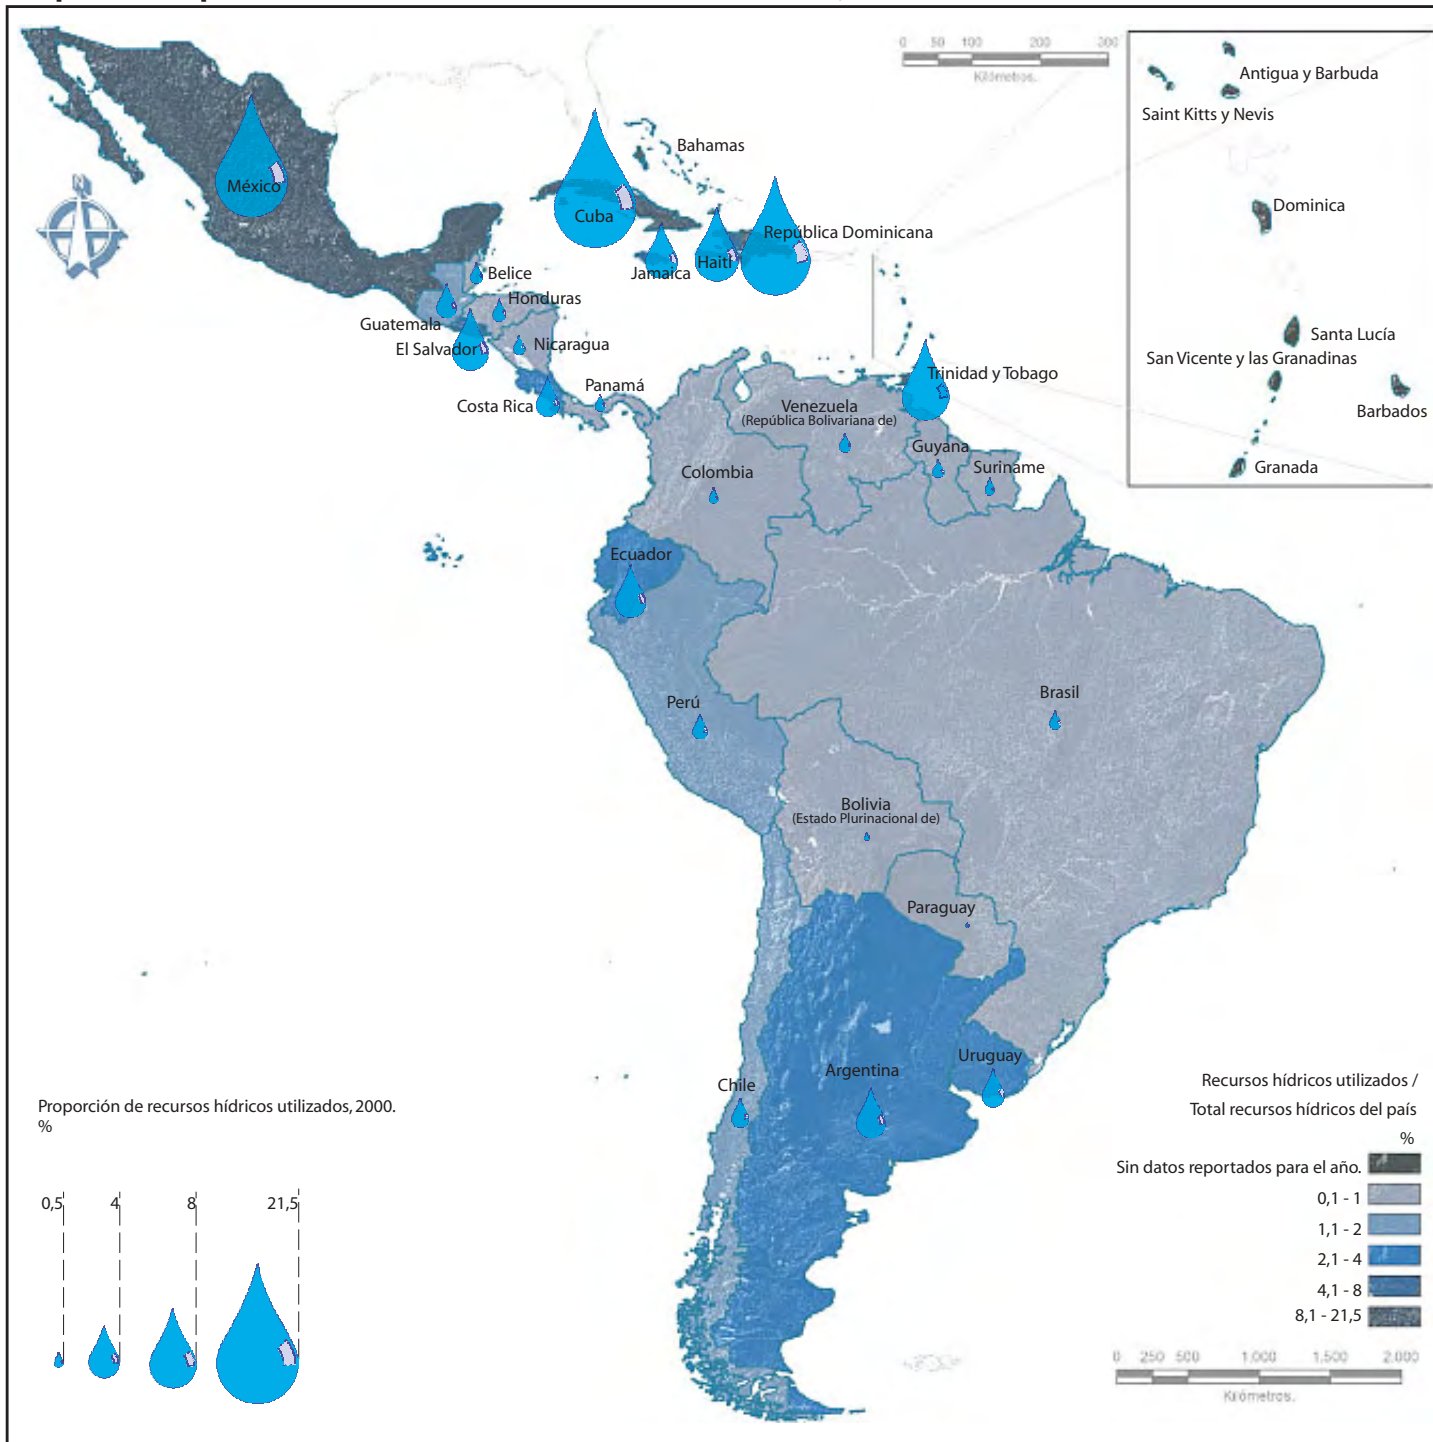 0 50 100 200 300
Kilómetros.
Antigua y Barbuda
Saint Kitts y Nevis
Bahamas
N
México
Cuba
Dominica
República Dominicana
Haití
Jamaica
Belice
Honduras
Guatemala
El Salvador
Nicaragua
Santa Lucía
San Vicente y las Granadinas
Trinidad y Tobago
Panamá
Costa Rica
Venezuela
(República Bolivariana de)
Barbados
Guyana
Suriname
Granada
Colombia
Ecuador
Perú
Brasil
Bolivia
(Estado Plurinacional de)
Paraguay
Uruguay
Argentina
Chile
Proporción de recursos hídricos utilizados, 2000.
%
0,5 4 8 21,5
Recursos hídricos utilizados /
Total recursos hídricos del país
%
Sin datos reportados para el año.
0,1 - 1
1,1 - 2
2,1 - 4
4,1 - 8
8,1 - 21,5
0 250 500 1.000 1.500 2.000
Kilómetros.